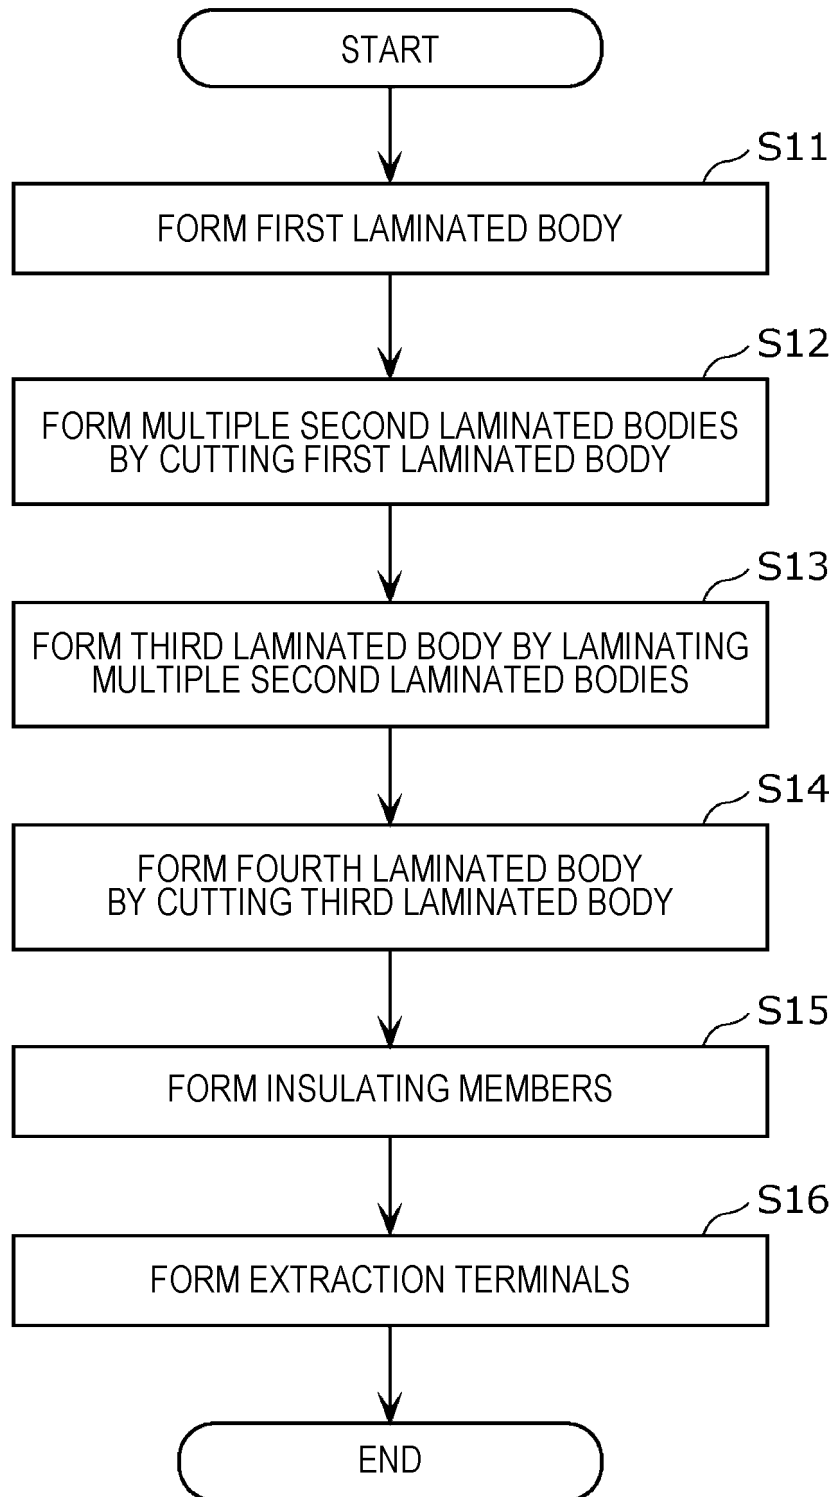 START
S11
FORM FIRST LAMINATED BODY
S12
FORM MULTIPLE SECOND LAMINATED BODIES
BY CUTTING FIRST LAMINATED BODY
S13
FORM THIRD LAMINATED BODY BY LAMINATING
MULTIPLE SECOND LAMINATED BODIES
S14
FORM FOURTH LAMINATED BODY
BY CUTTING THIRD LAMINATED BODY
S15
FORM INSULATING MEMBERS
S16
FORM EXTRACTION TERMINALS
END